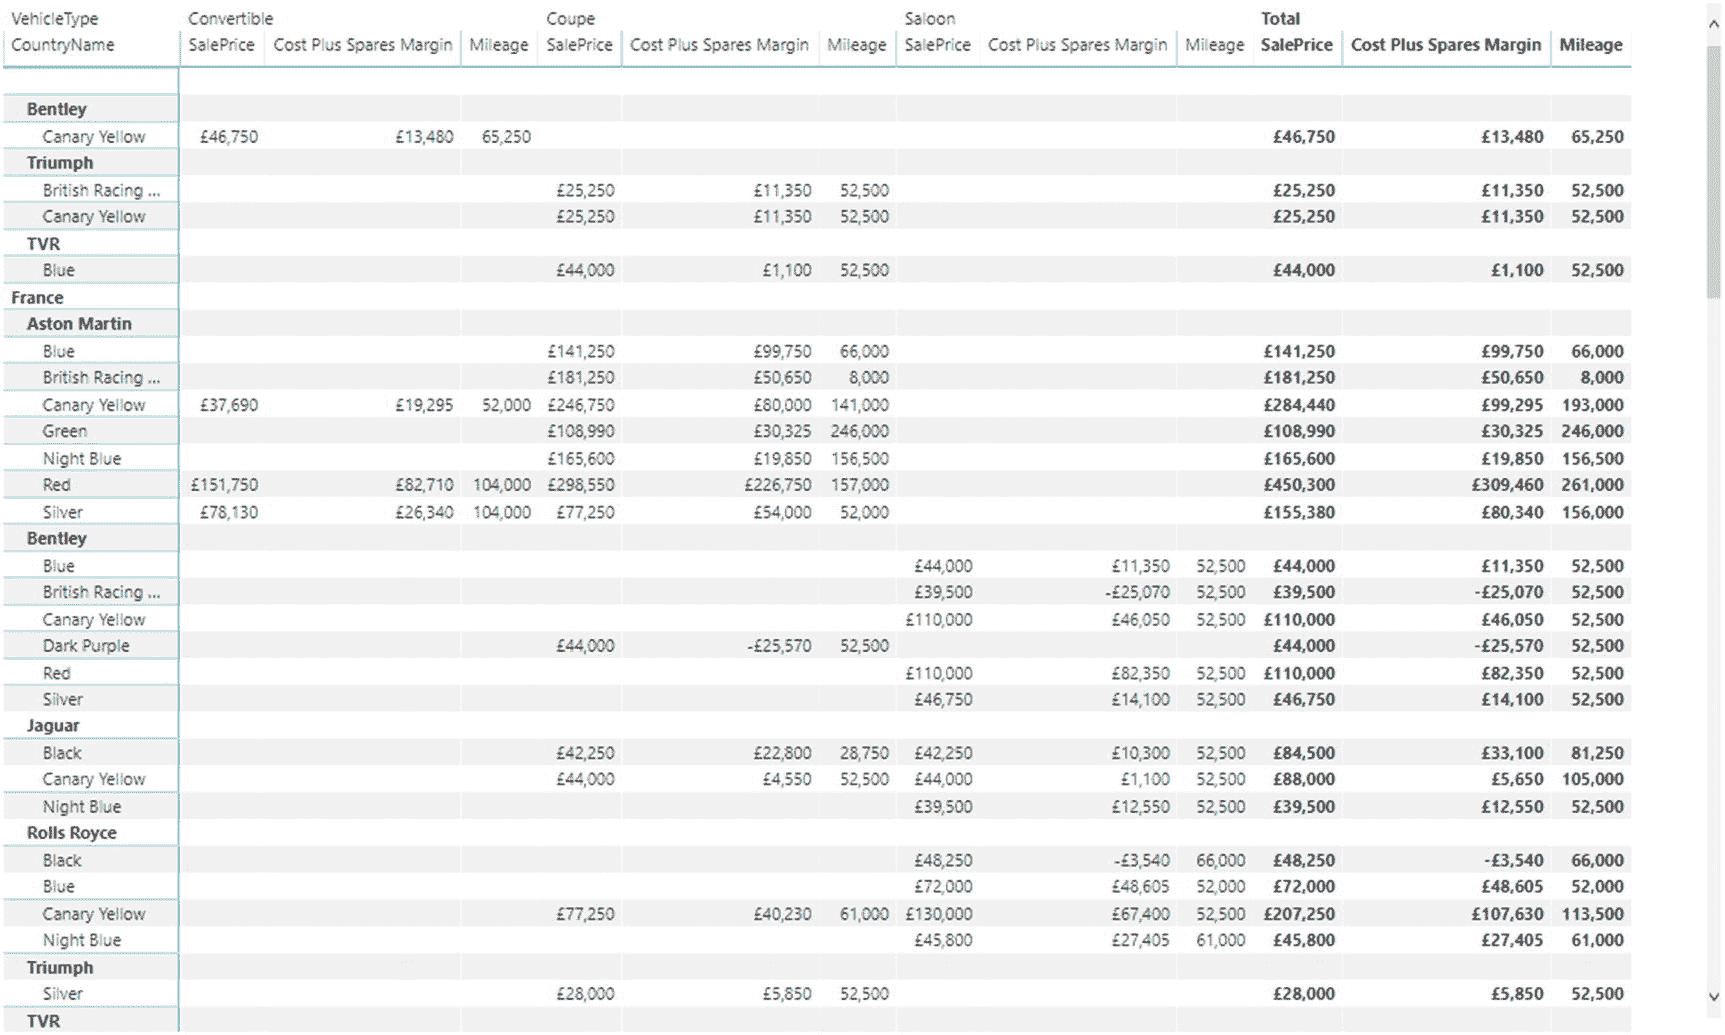 VehicleType Convertible Coupe Saloon Total
CountryName SalePrice Cost Plus Spares Margin Mileage SalePrice Cost Plus Spares Margin Mileage SalePrice Cost Plus Spares Margin Mileage SalePrice Cost Plus Spares Margin Mileage
Bentley
Canary Yellow £46,750 £13,480 65,250 £46,750 £13,480 65,250
Triumph
British Racing ... £25,250 £11,350 52,500 £25,250 £11,350 52,500
Canary Yellow £25,250 £11,350 52,500 £25,250 £11,350 52,500
TVR
Blue £44,000 £1,100 52,500 £44,000 £1,100 52,500
France
Aston Martin
Blue £141,250 £99,750 66,000 £141,250 £99,750 66,000
British Racing ... £181,250 £50,650 8,000 £181,250 £50,650 8,000
Canary Yellow £37,690 £19,295 52,000 £246,750 £80,000 141,000 £284,440 £99,295 193,000
Green £108,990 £30,325 246,000 £108,990 £30,325 246,000
Night Blue £165,600 £19,850 156,500 £165,600 £19,850 156,500
Red £151,750 £82,710 104,000 £298,550 £226,750 157,000 £450,300 £309,460 261,000
Silver £78,130 £26,340 104,000 £77,250 £54,000 52,000 £155,380 £80,340 156,000
Bentley
Blue £44,000 £11,350 52,500 £44,000 £11,350 52,500
British Racing ... £39,500 -£25,070 52,500 £39,500 -£25,070 52,500
Canary Yellow £110,000 £46,050 52,500 £110,000 £46,050 52,500
Dark Purple £44,000 -£25,570 52,500 £44,000 -£25,570 52,500
Red £110,000 £82,350 52,500 £110,000 £82,350 52,500
Silver £46,750 £14,100 52,500 £46,750 £14,100 52,500
Jaguar
Black £42,250 £22,800 28,750 £42,250 £10,300 52,500 £84,500 £33,100 81,250
Canary Yellow £44,000 £4,550 52,500 £44,000 £1,100 52,500 £88,000 £5,650 105,000
Night Blue £39,500 £12,550 52,500 £39,500 £12,550 52,500
Rolls Royce
Black £48,250 -£3,540 66,000 £48,250 -£3,540 66,000
Blue £72,000 £48,605 52,000 £72,000 £48,605 52,000
Canary Yellow £77,250 £40,230 61,000 £130,000 £67,400 52,500 £207,250 £107,630 113,500
Night Blue £45,800 £27,405 61,000 £45,800 £27,405 61,000
Triumph
Silver £28,000 £5,850 52,500 £28,000 £5,850 52,500
TVR